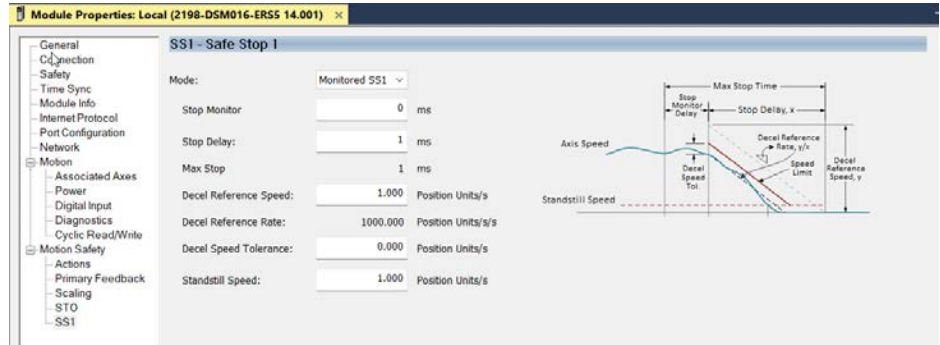 Module Properties: Local (2198-DSM016-ERS5 14.001) ×
General
Connection
Safety
Time Sync
Module Info
Internet Protocol
Port Configuration
Network
Motion
Associated Axes
Power
Digital Input
Diagnostics
Cyclic Read/Write
Motion Safety
Actions
Primary Feedback
Scaling
STO
SS1
SS1 - Safe Stop 1
Mode: Monitored SS1
Stop Monitor 0 ms
Stop Delay: 1 ms
Max Stop 1 ms
Decel Reference Speed: 1.000 Position Units/s
Decel Reference Rate: 1000.000 Position Units/s/s
Decel Speed Tolerance: 0.000 Position Units/s
Standstill Speed: 1.000 Position Units/s
Max Stop Time
Stop
Monitor
Delay
Stop Delay, x
Axis Speed
Decel Reference
Rate, y/x
Decel
Speed
Tol.
Speed
Limit
Decel
Reference
Speed, y
Standstill Speed